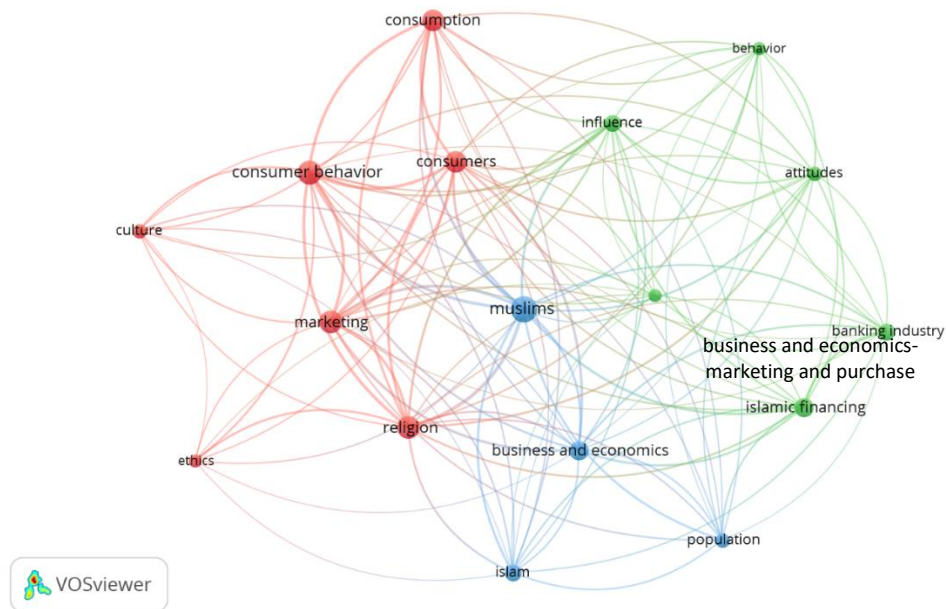 consumption
behavior
influence
consumers
consumer behavior
attitudes
culture
muslims
marketing
banking industry
business and economics-
marketing and purchase
islamic financing
religion
business and economics
ethics
population
islam
VOSviewer